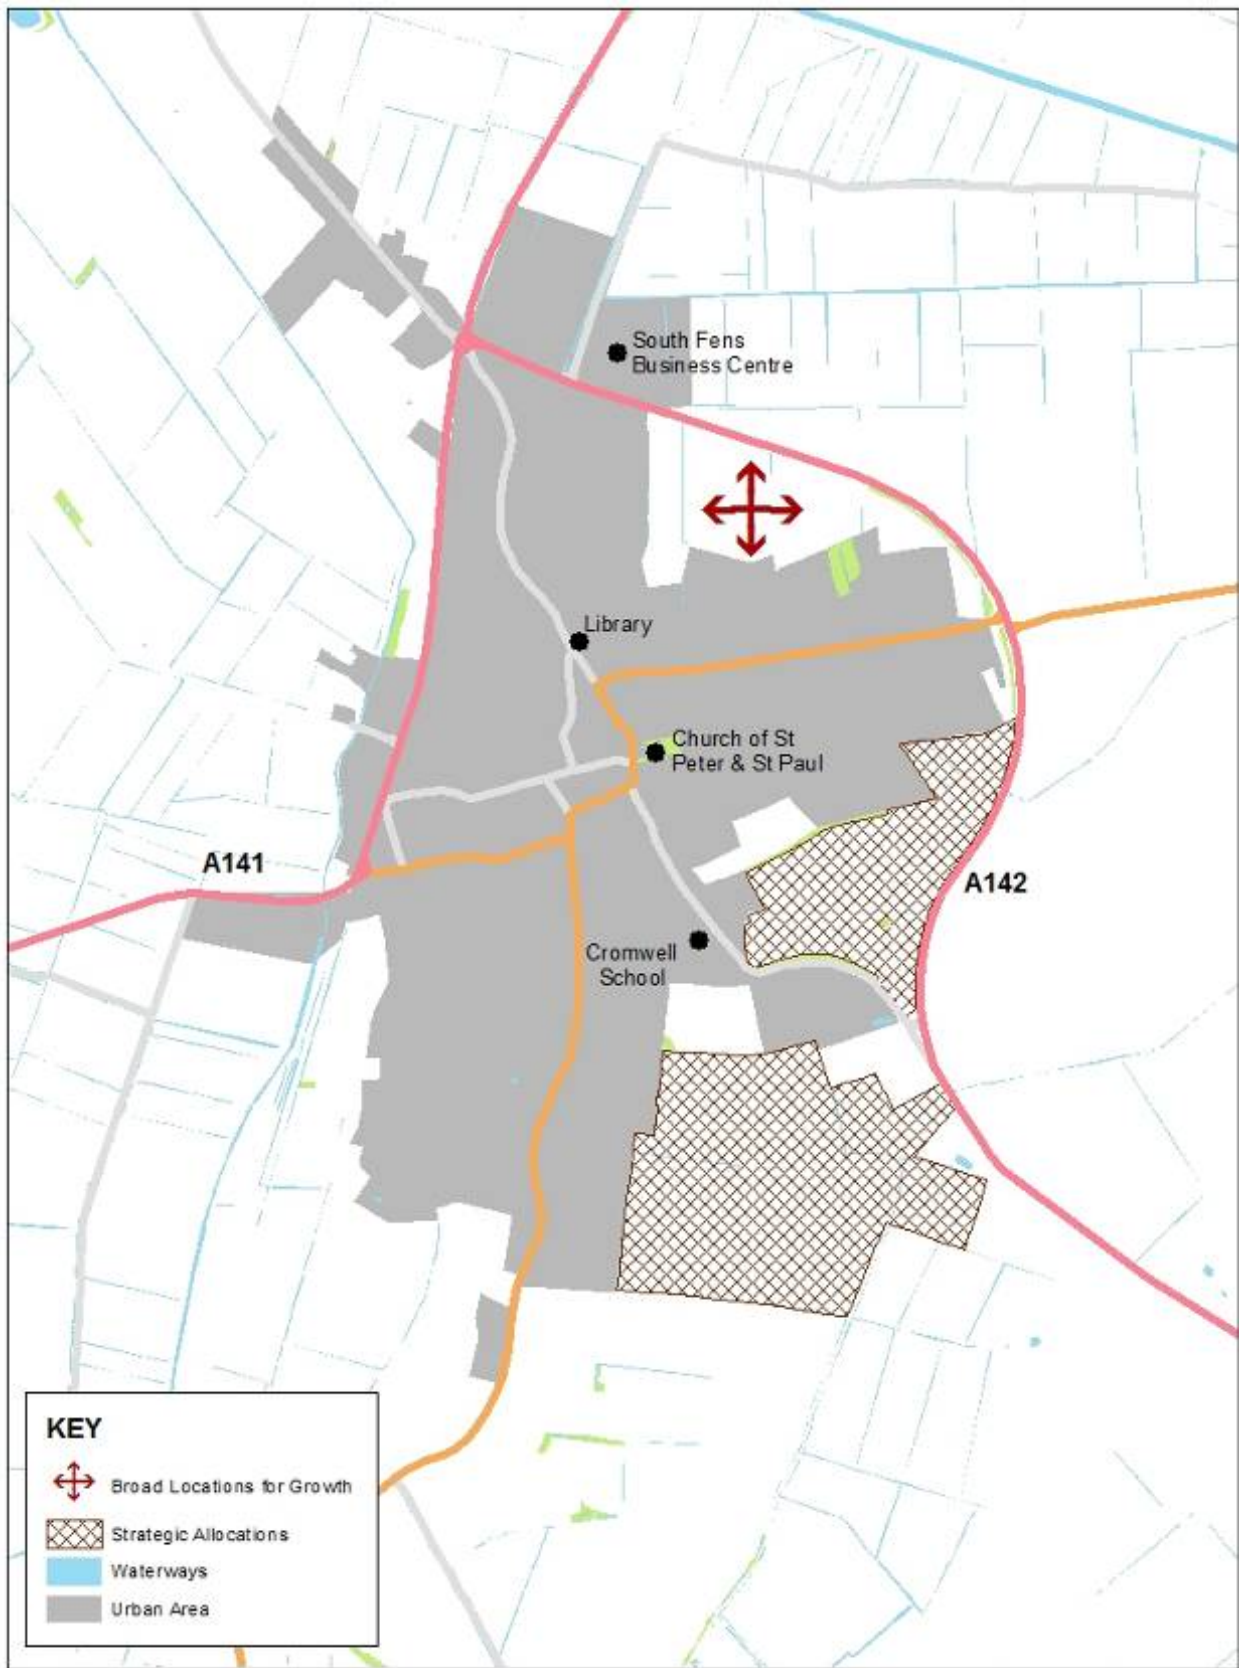 South Fens
Business Centre
Library
Church of St
Peter & St Paul
A141
A142
Cromwell
School
KEY
Broad Locations for Growth
Strategic Allocations
Waterways
Urban Area